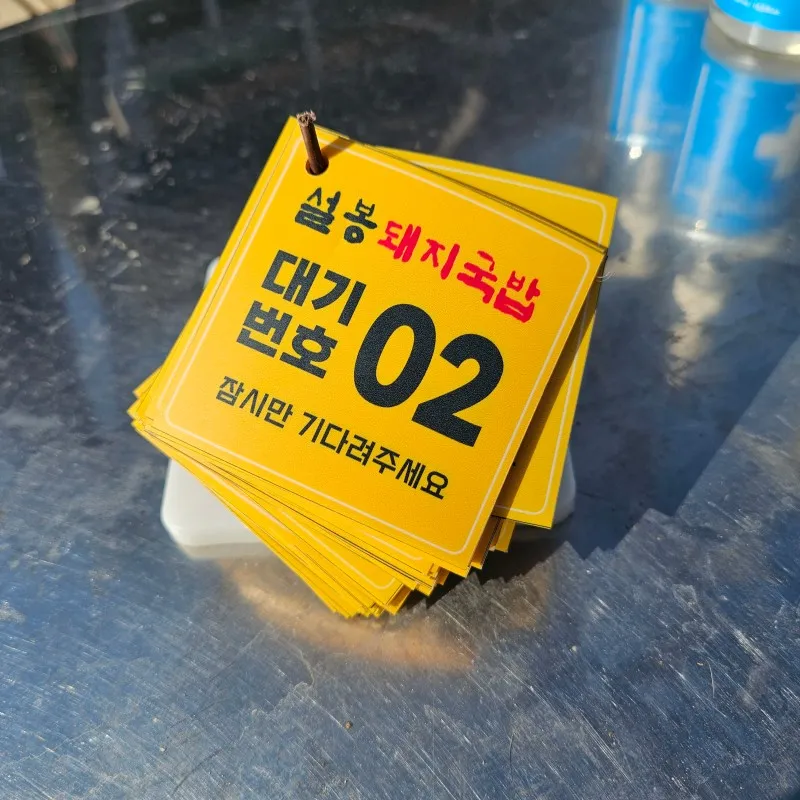 설봉돼지국밥
대기
번호 02
잠시만 기다려주세요